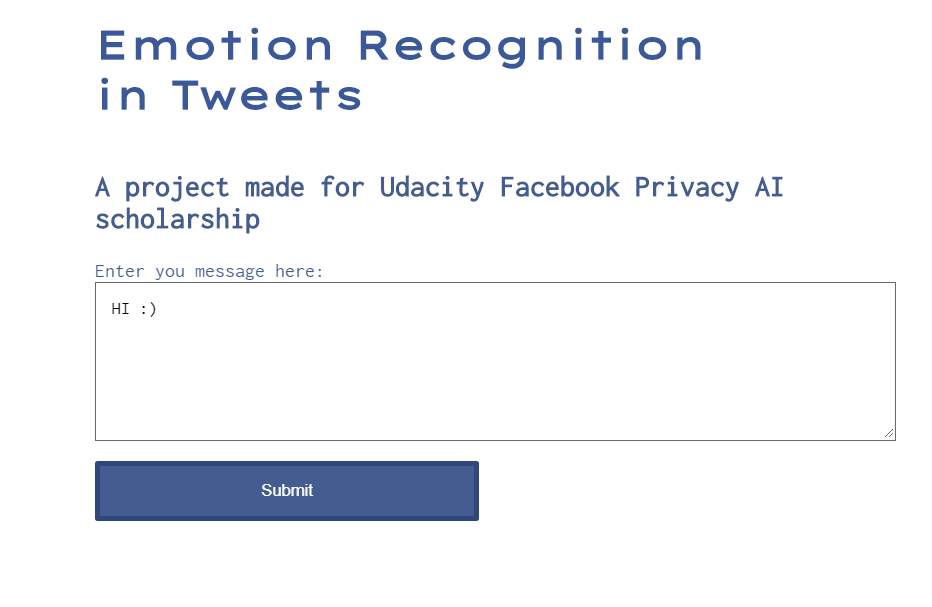 Emotion Recognition
in Tweets
A project made for Udacity Facebook Privacy AI
scholarship
Enter you message here:
HI :)
Submit